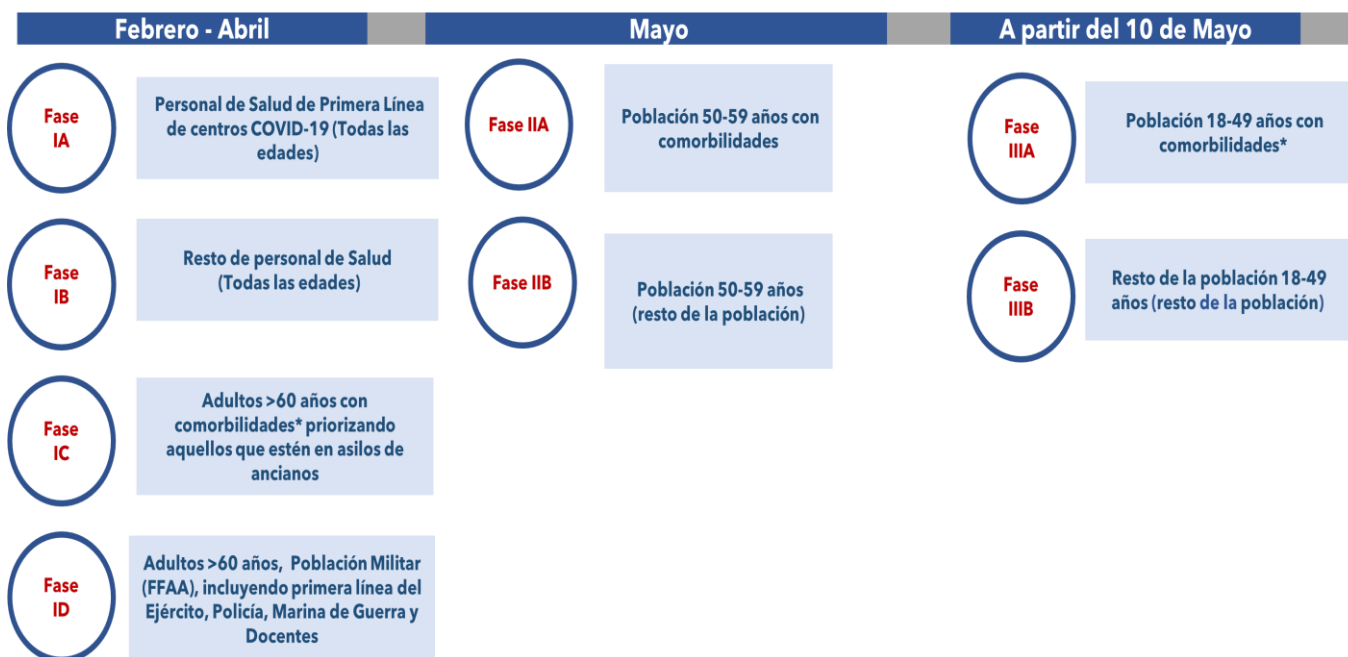 Febrero - Abril
Mayo
A partir del 10 de Mayo
Fase
IA
Personal de Salud de Primera Línea
de centros COVID-19 (Todas las
edades)
Fase IIA
Población 50-59 años con
comorbilidades
Fase
IIIA
Población 18-49 años con
comorbilidades*
Fase
IB
Resto de personal de Salud
(Todas las edades)
Fase IIB
Población 50-59 años
(resto de la población)
Fase
IIIB
Resto de la población 18-49
años (resto de la población)
Fase
IC
Adultos >60 años con
comorbilidades* priorizando
aquellos que estén en asilos de
ancianos
Fase
ID
Adultos >60 años, Población Militar
(FFAA), incluyendo primera línea del
Ejército, Policía, Marina de Guerra y
Docentes